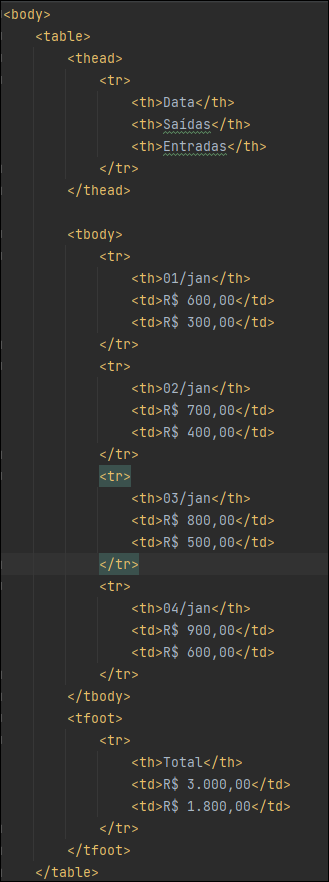 <body>
<table>
<thead>
<tr>
<th>Data</th>
<th>Saídas</th>
<th>Entradas</th>
</tr>
</thead>
<tbody>
<tr>
<th>01/jan</th>
<td>R$ 600,00</td>
<td>R$ 300,00</td>
</tr>
<tr>
<th>02/jan</th>
<td>R$ 700,00</td>
<td>R$ 400,00</td>
</tr>
<tr>
<th>03/jan</th>
<td>R$ 800,00</td>
<td>R$ 500,00</td>
</tr>
<tr>
<th>04/jan</th>
<td>R$ 900,00</td>
<td>R$ 600,00</td>
</tr>
</tbody>
<tfoot>
<tr>
<th>Total</th>
<td>R$ 3.000,00</td>
<td>R$ 1.800,00</td>
</tr>
</tfoot>
</table>